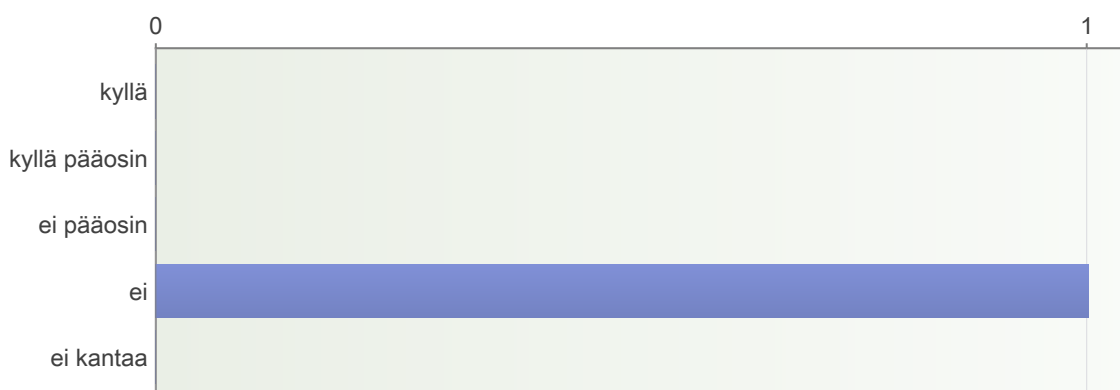 0 1
kyllä
kyllä pääosin
ei pääosin
ei
ei kantaa